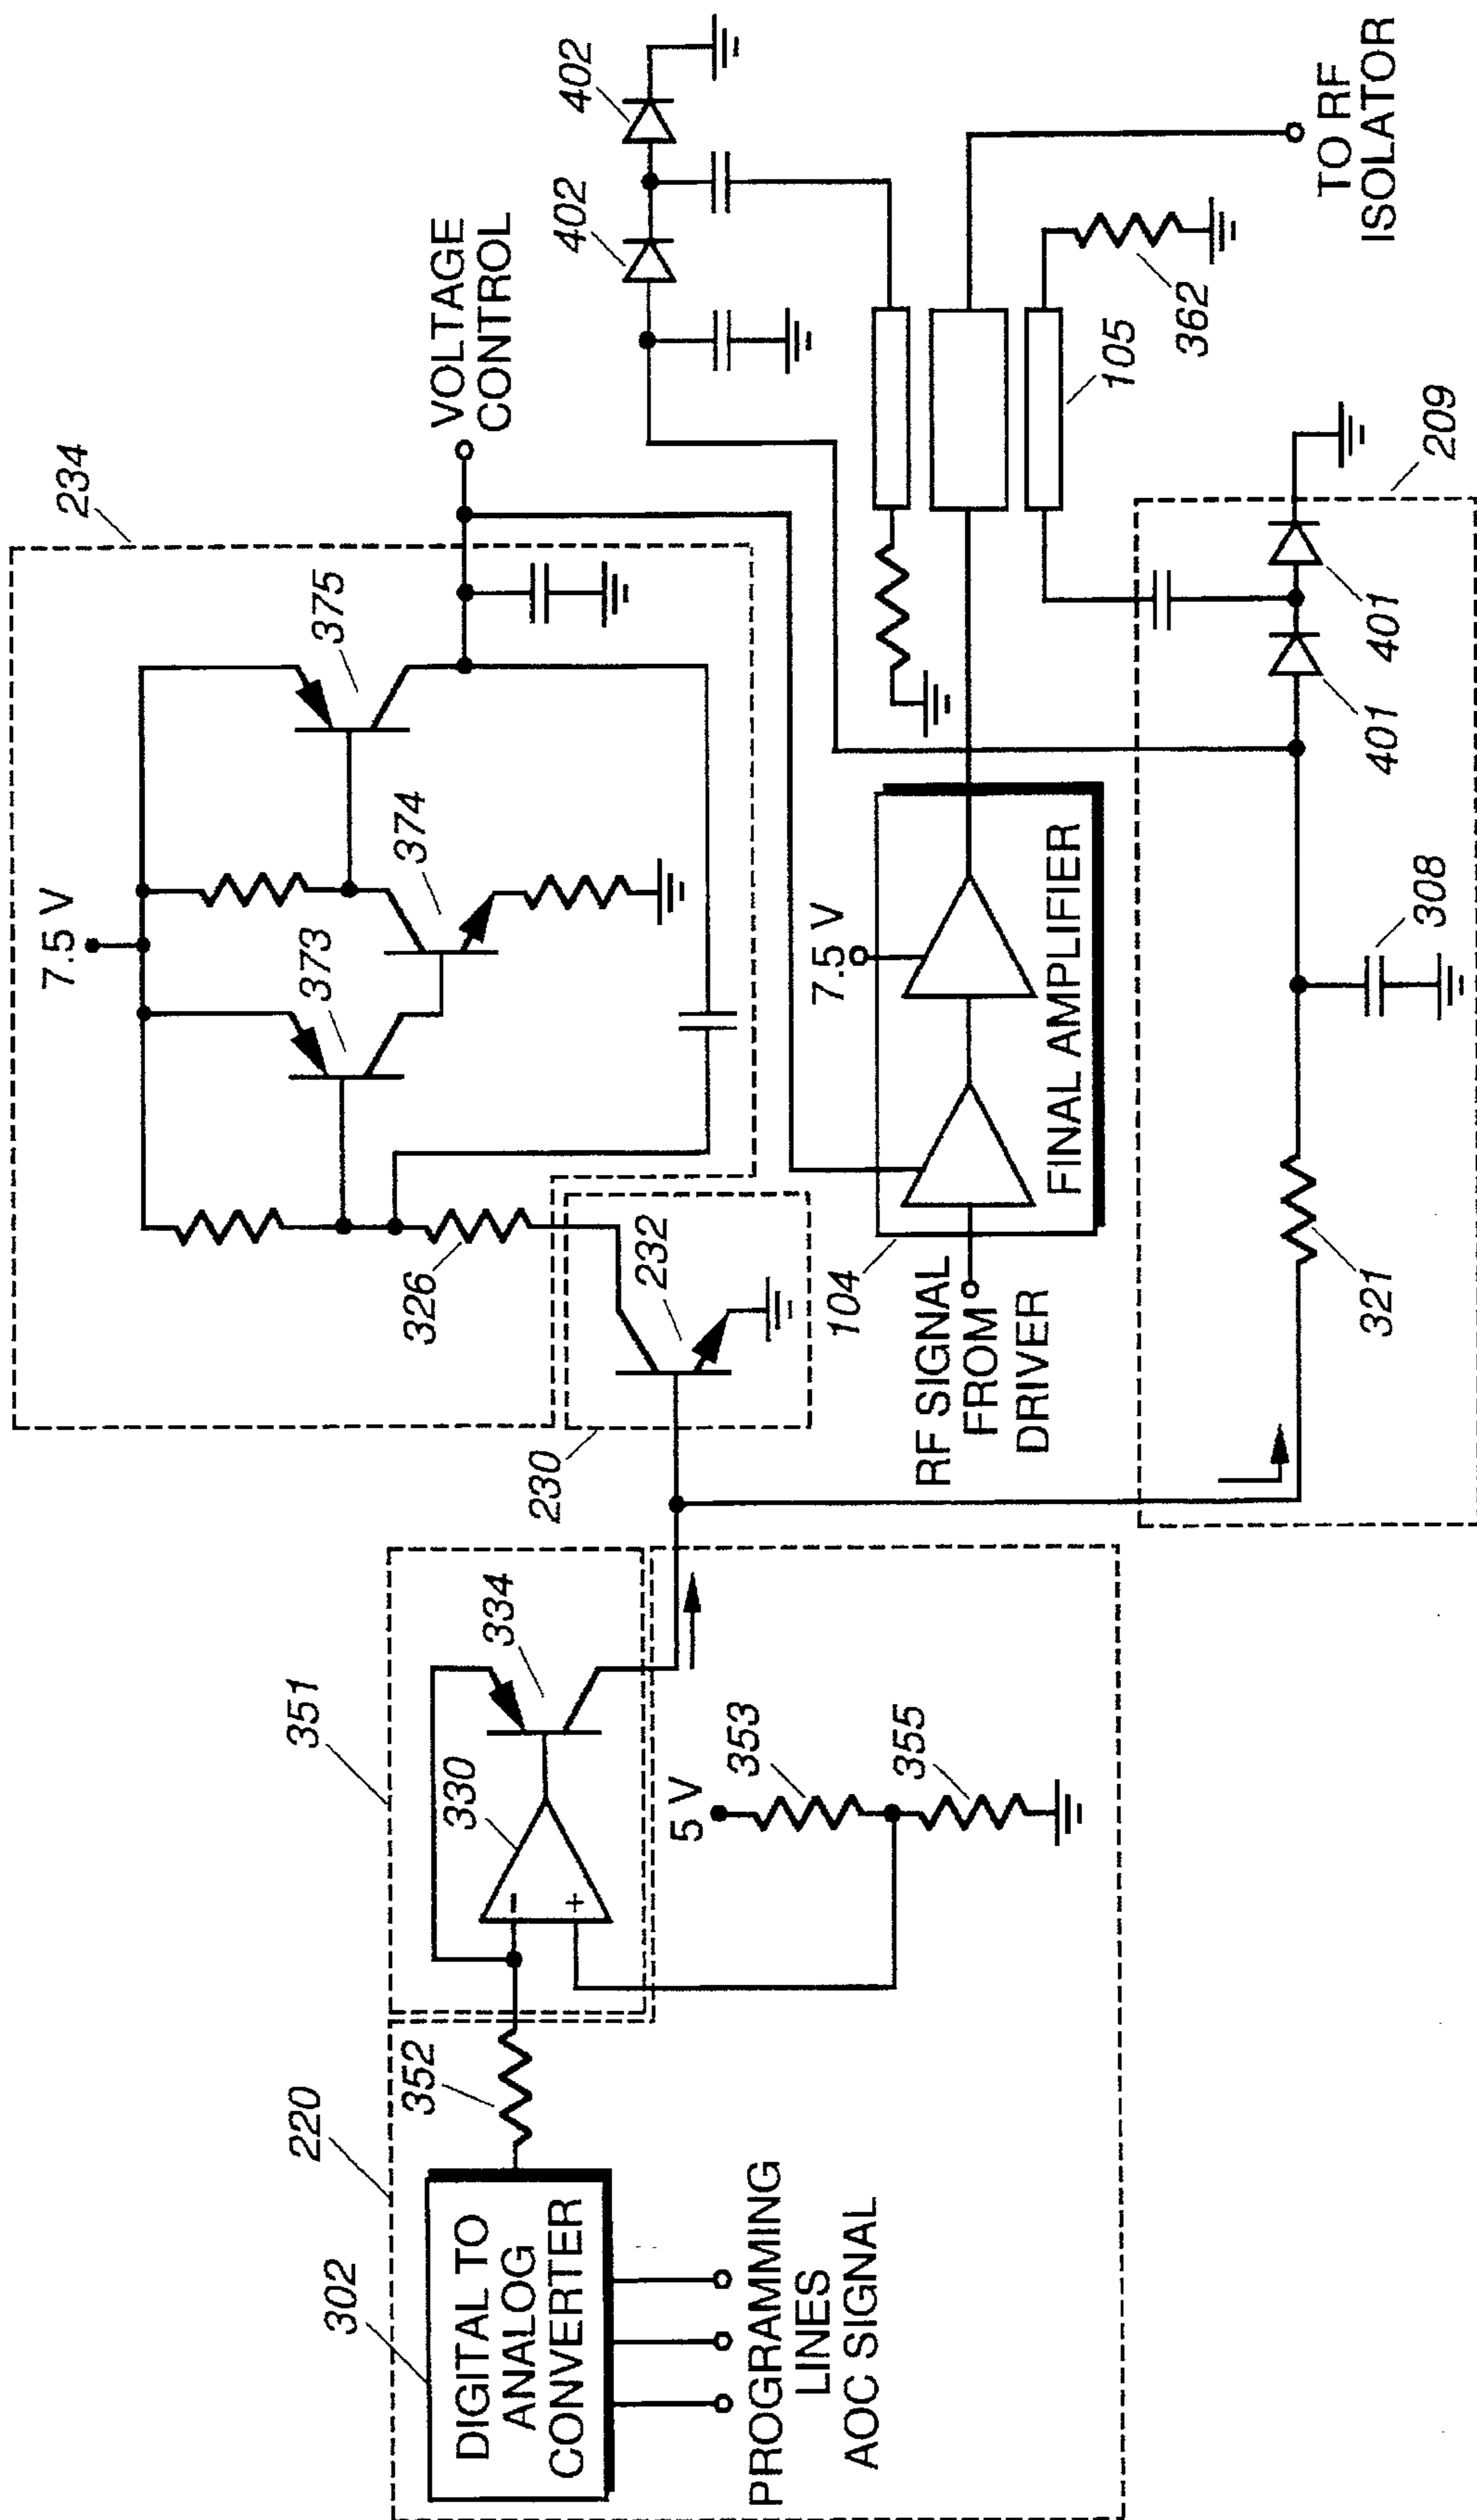 234
7.5 V
373
374
375
326
VOLTAGE
CONTROL
402
402
351
330
334
230
232
220
302
352
DIGITAL TO
ANALOG
CONVERTER
PROGRAMMING
LINES
AOC SIGNAL
-
+
5 V
353
355
RF SIGNAL
FROM
DRIVER
104
7.5 V
FINAL AMPLIFIER
105
362
TO RF
ISOLATOR
209
321
308
401
401